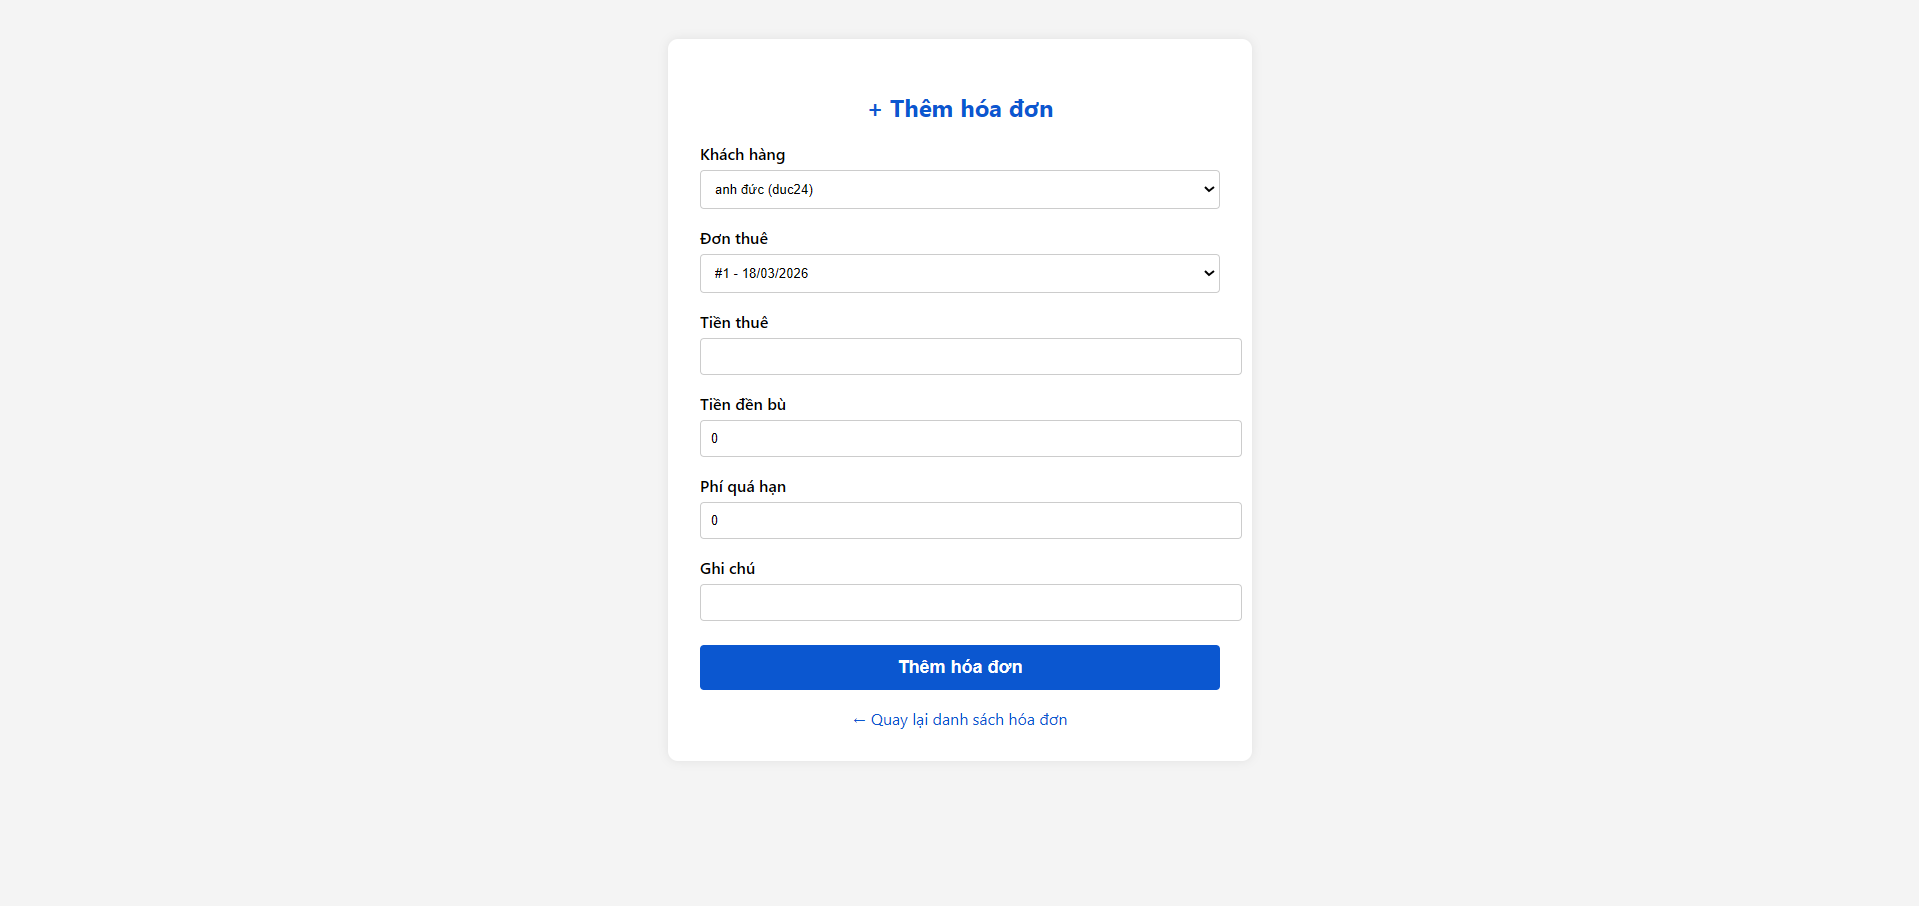 + Thêm hóa đơn
Khách hàng
anh đức (duc24)
Đơn thuê
#1 - 18/03/2026
Tiền thuê
Tiền đền bù
0
Phí quá hạn
0
Ghi chú
Thêm hóa đơn
← Quay lại danh sách hóa đơn